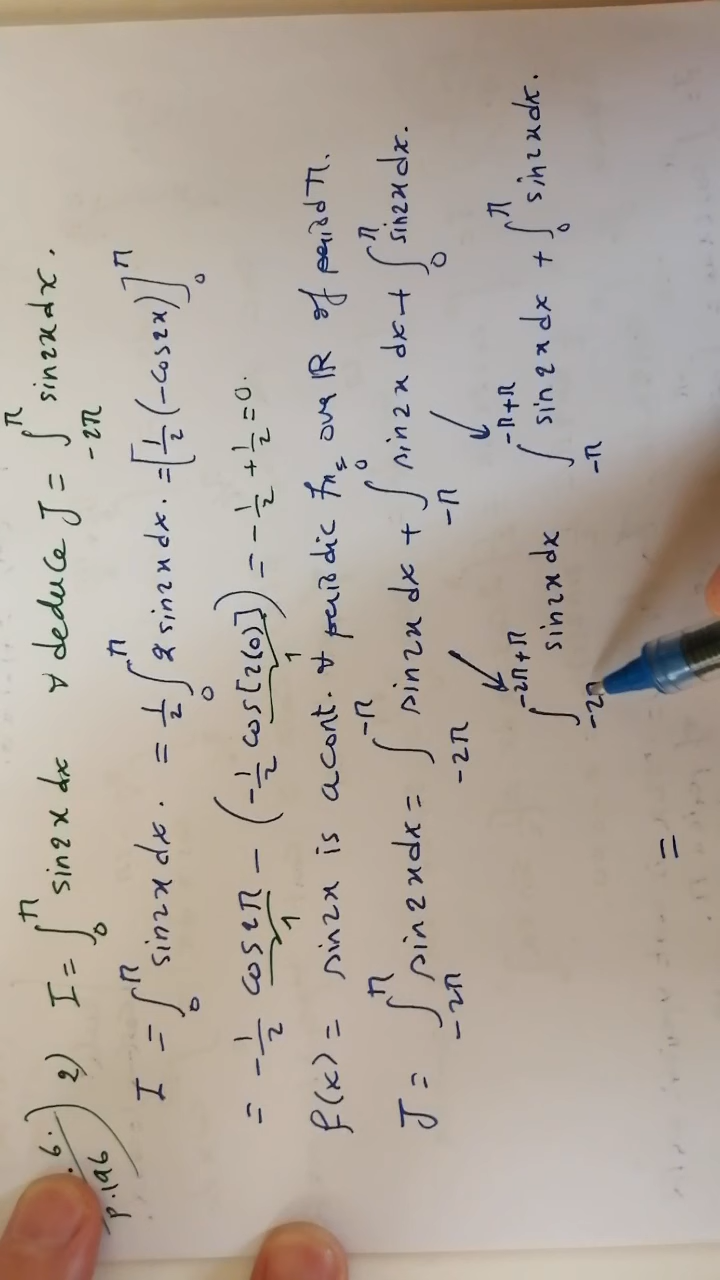 .6.) 2) I = ∫₀^π sin2x dx & deduce J = ∫₋₂π^π sin2x dx.
p.196
I = ∫₀^π sin2x dx. = ½ ∫₀^π 2 sin2x dx. = [½(-cos2x)]₀^π
= -½ cos2π - (-½ cos[2(0)]) = -½ + ½ = 0.
1 1
f(x) = sin2x is a cont. & periodic fn = over ℝ of period π.
J = ∫₋₂π^π sin2x dx = ∫₋₂π^-π sin2x dx + ∫₋π^0 sin2x dx + ∫₀^π sin2x dx.
∫₋₂π^-2π+π sin2x dx ∫₋π^-π+π sin2x dx + ∫₀^π sin2x dx.
=